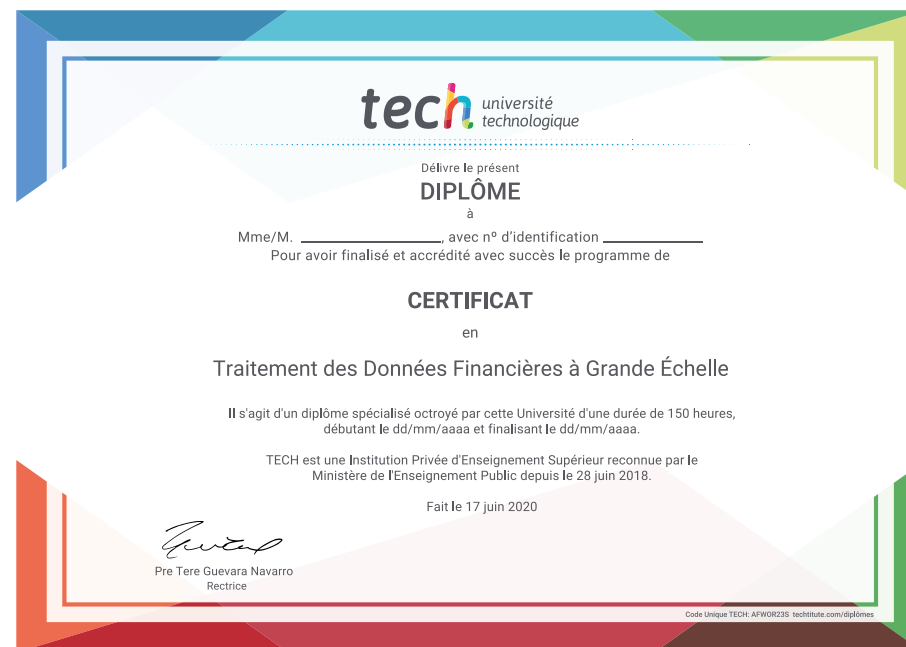 tech université
technologique
Délivre le présent
DIPLÔME
à
Mme/M. ____________________, avec nº d'identification ______________
Pour avoir finalisé et accrédité avec succès le programme de
CERTIFICAT
en
Traitement des Données Financières à Grande Échelle
Il s'agit d'un diplôme spécialisé octroyé par cette Université d'une durée de 150 heures,
débutant le dd/mm/aaaa et finalisant le dd/mm/aaaa.
TECH est une Institution Privée d'Enseignement Supérieur reconnue par le
Ministère de l'Enseignement Public depuis le 28 juin 2018.
Fait le 17 juin 2020
Pre Tere Guevara Navarro
Rectrice
Code Unique TECH: AFWOR23S techtitute.com/diplômes